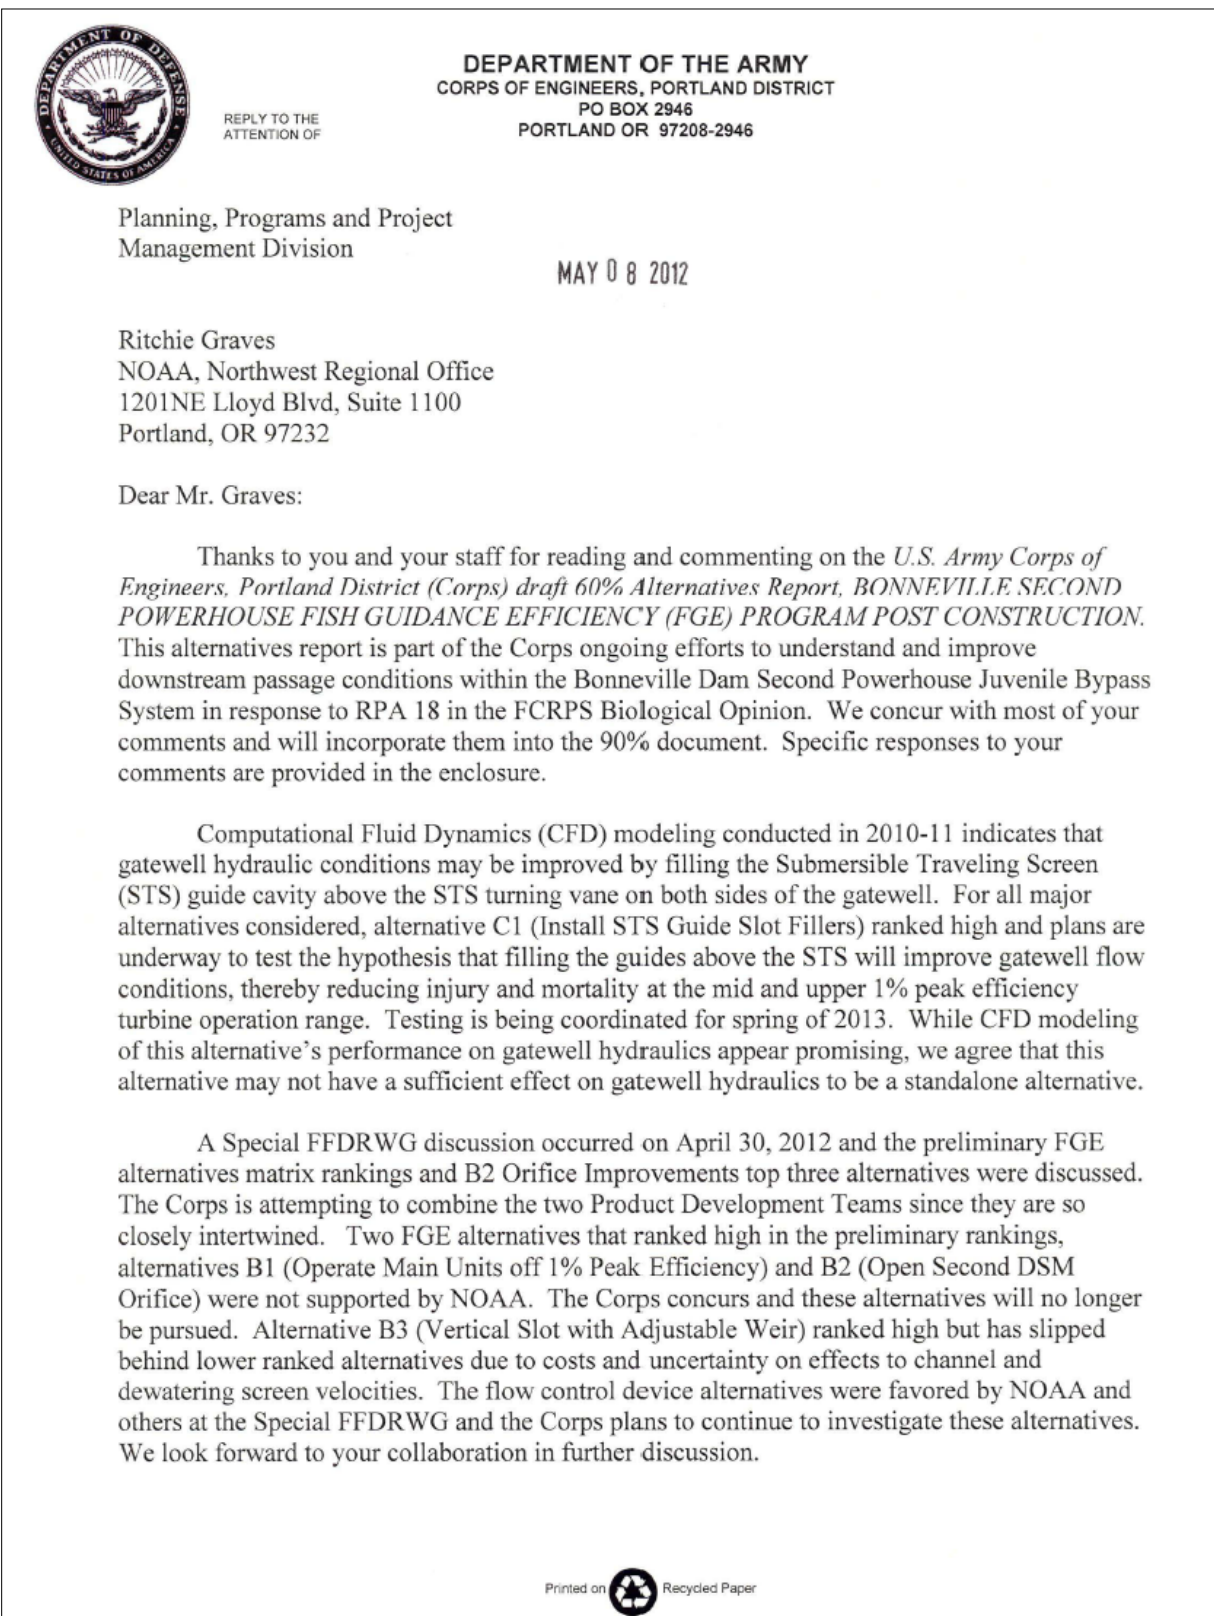 DEPARTMENT OF DEFENSE
UNITED STATES OF AMERICA
DEPARTMENT OF THE ARMY
CORPS OF ENGINEERS, PORTLAND DISTRICT
PO BOX 2946
PORTLAND OR 97208-2946
REPLY TO THE
ATTENTION OF
Planning, Programs and Project
Management Division
MAY 08 2012
Ritchie Graves
NOAA, Northwest Regional Office
1201NE Lloyd Blvd, Suite 1100
Portland, OR 97232
Dear Mr. Graves:
Thanks to you and your staff for reading and commenting on the U.S. Army Corps of
Engineers, Portland District (Corps) draft 60% Alternatives Report, BONNEVILLE SECOND
POWERHOUSE FISH GUIDANCE EFFICIENCY (FGE) PROGRAM POST CONSTRUCTION.
This alternatives report is part of the Corps ongoing efforts to understand and improve
downstream passage conditions within the Bonneville Dam Second Powerhouse Juvenile Bypass
System in response to RPA 18 in the FCRPS Biological Opinion.  We concur with most of your
comments and will incorporate them into the 90% document.  Specific responses to your
comments are provided in the enclosure.
Computational Fluid Dynamics (CFD) modeling conducted in 2010-11 indicates that
gatewell hydraulic conditions may be improved by filling the Submersible Traveling Screen
(STS) guide cavity above the STS turning vane on both sides of the gatewell.  For all major
alternatives considered, alternative C1 (Install STS Guide Slot Fillers) ranked high and plans are
underway to test the hypothesis that filling the guides above the STS will improve gatewell flow
conditions, thereby reducing injury and mortality at the mid and upper 1% peak efficiency
turbine operation range.  Testing is being coordinated for spring of 2013.  While CFD modeling
of this alternative's performance on gatewell hydraulics appear promising, we agree that this
alternative may not have a sufficient effect on gatewell hydraulics to be a standalone alternative.
A Special FFDRWG discussion occurred on April 30, 2012 and the preliminary FGE
alternatives matrix rankings and B2 Orifice Improvements top three alternatives were discussed.
The Corps is attempting to combine the two Product Development Teams since they are so
closely intertwined.   Two FGE alternatives that ranked high in the preliminary rankings,
alternatives B1 (Operate Main Units off 1% Peak Efficiency) and B2 (Open Second DSM
Orifice) were not supported by NOAA.  The Corps concurs and these alternatives will no longer
be pursued.  Alternative B3 (Vertical Slot with Adjustable Weir) ranked high but has slipped
behind lower ranked alternatives due to costs and uncertainty on effects to channel and
dewatering screen velocities.  The flow control device alternatives were favored by NOAA and
others at the Special FFDRWG and the Corps plans to continue to investigate these alternatives.
We look forward to your collaboration in further discussion.
Printed on Recycled Paper